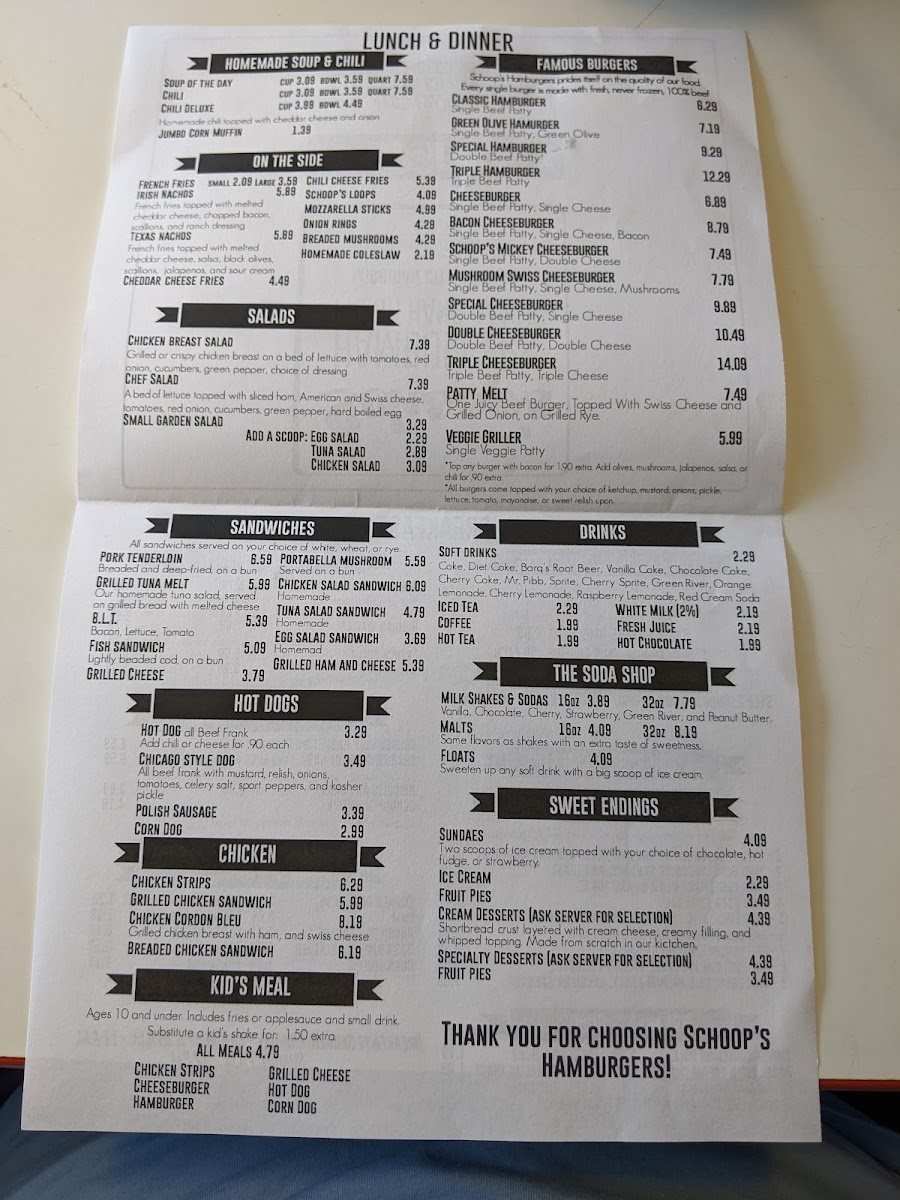 LUNCH & DINNER
HOMEMADE SOUP & CHILI
SOUP OF THE DAY CUP 3.09 BOWL 3.59 QUART 7.59
CHILI CUP 3.09 BOWL 3.59 QUART 7.59
CHILI DELUXE CUP 3.99 BOWL 4.49
Homemade chili topped with cheddar cheese and onion
JUMBO CORN MUFFIN 1.39
ON THE SIDE
FRENCH FRIES SMALL 2.09 LARGE 3.59
IRISH NACHOS 5.89
French fries topped with melted
cheddar cheese, chopped bacon,
scallions, and ranch dressing
TEXAS NACHOS 5.89
French fries topped with melted
cheddar cheese, salsa, black olives,
scallions, jalapenos, and sour cream
CHEDDAR CHEESE FRIES 4.49
CHILI CHEESE FRIES 5.39
SCHOOP'S LOOPS 4.09
MOZZARELLA STICKS 4.99
ONION RINGS 4.29
BREADED MUSHROOMS 4.29
HOMEMADE COLESLAW 2.19
SALADS
CHICKEN BREAST SALAD 7.39
Grilled or crispy chicken breast on a bed of lettuce with tomatoes, red
onion, cucumbers, green pepper, choice of dressing
CHEF SALAD 7.39
A bed of lettuce topped with sliced ham, American and Swiss cheese,
tomatoes, red onion, cucumbers, green pepper, hard boiled egg
SMALL GARDEN SALAD 3.29
ADD A SCOOP: EGG SALAD 2.29
TUNA SALAD 2.89
CHICKEN SALAD 3.09
FAMOUS BURGERS
Schoop's Hamburgers prides itself on the quality of our food.
Every single burger is made with fresh, never frozen, 100% beef
CLASSIC HAMBURGER 6.29
Single Beef Patty
GREEN OLIVE HAMURGER 7.19
Single Beef Patty, Green Olive
SPECIAL HAMBURGER 9.29
Double Beef Patty*
TRIPLE HAMBURGER 12.29
Triple Beef Patty
CHEESEBURGER 6.89
Single Beef Patty, Single Cheese
BACON CHEESEBURGER 8.79
Single Beef Patty, Single Cheese, Bacon
SCHOOP'S MICKEY CHEESEBURGER 7.49
Single Beef Patty, Double Cheese
MUSHROOM SWISS CHEESEBURGER 7.79
Single Beef Patty, Single Cheese, Mushrooms
SPECIAL CHEESEBURGER 9.89
Double Beef Patty, Single Cheese
DOUBLE CHEESEBURGER 10.49
Double Beef Patty, Double Cheese
TRIPLE CHEESEBURGER 14.09
Triple Beef Patty, Triple Cheese
PATTY MELT 7.49
One Juicy Beef Burger, Topped With Swiss Cheese and
Grilled Onion, on Grilled Rye.
VEGGIE GRILLER 5.99
Single Veggie Patty
*Top any burger with bacon for 1.90 extra. Add olives, mushrooms, jalapenos, salsa, or
chili for .90 extra
*All burgers come topped with your choice of ketchup, mustard, onions, pickle,
lettuce, tomato, mayonaise, or sweet relish upon.
SANDWICHES
All sandwiches served on your choice of white, wheat, or rye.
PORK TENDERLOIN 6.59
Breaded and deep-fried, on a bun
GRILLED TUNA MELT 5.99
Our homemade tuna salad, served
on grilled bread with melted cheese
B.L.T. 5.39
Bacon, Lettuce, Tomato
FISH SANDWICH 5.09
Lightly beaded cod, on a bun
GRILLED CHEESE 3.79
PORTABELLA MUSHROOM 5.59
Served on a bun
CHICKEN SALAD SANDWICH 6.09
Homemade
TUNA SALAD SANDWICH 4.79
Homemade
EGG SALAD SANDWICH 3.69
Homemad
GRILLED HAM AND CHEESE 5.39
HOT DOGS
HOT DOG all Beef Frank 3.29
Add chili or cheese for .90 each
CHICAGO STYLE DOG 3.49
All beef frank with mustard, relish, onions,
tomatoes, celery salt, sport peppers, and kosher
pickle
POLISH SAUSAGE 3.39
CORN DOG 2.99
CHICKEN
CHICKEN STRIPS 6.29
GRILLED CHICKEN SANDWICH 5.99
CHICKEN CORDON BLEU 8.19
Grilled chicken breast with ham, and swiss cheese
BREADED CHICKEN SANDWICH 6.19
KID'S MEAL
Ages 10 and under. Includes fries or applesauce and small drink.
Substitute a kid's shake for: 1.50 extra.
ALL MEALS 4.79
CHICKEN STRIPS GRILLED CHEESE
CHEESEBURGER HOT DOG
HAMBURGER CORN DOG
DRINKS
SOFT DRINKS 2.29
Coke, Diet Coke, Barq's Root Beer, Vanilla Coke, Chocolate Coke,
Cherry Coke, Mr. Pibb, Sprite, Cherry Sprite, Green River, Orange
Lemonade, Cherry Lemonade, Raspberry Lemonade, Red Cream Soda
ICED TEA 2.29 WHITE MILK (2%) 2.19
COFFEE 1.99 FRESH JUICE 2.19
HOT TEA 1.99 HOT CHOCOLATE 1.99
THE SODA SHOP
MILK SHAKES & SODAS 16oz 3.89 32oz 7.79
Vanilla, Chocolate, Cherry, Strawberry, Green River, and Peanut Butter.
MALTS 16oz 4.09 32oz 8.19
Same flavors as shakes with an extra taste of sweetness.
FLOATS 4.09
Sweeten up any soft drink with a big scoop of ice cream.
SWEET ENDINGS
SUNDAES 4.09
Two scoops of ice cream topped with your choice of chocolate, hot
fudge, or strawberry.
ICE CREAM 2.29
FRUIT PIES 3.49
CREAM DESSERTS (ASK SERVER FOR SELECTION) 4.39
Shortbread crust layeired with cream cheese, creamy filling, and
whipped topping. Made from scratch in our kictchen.
SPECIALTY DESSERTS (ASK SERVER FOR SELECTION) 4.39
FRUIT PIES 3.49
THANK YOU FOR CHOOSING SCHOOP'S
HAMBURGERS!